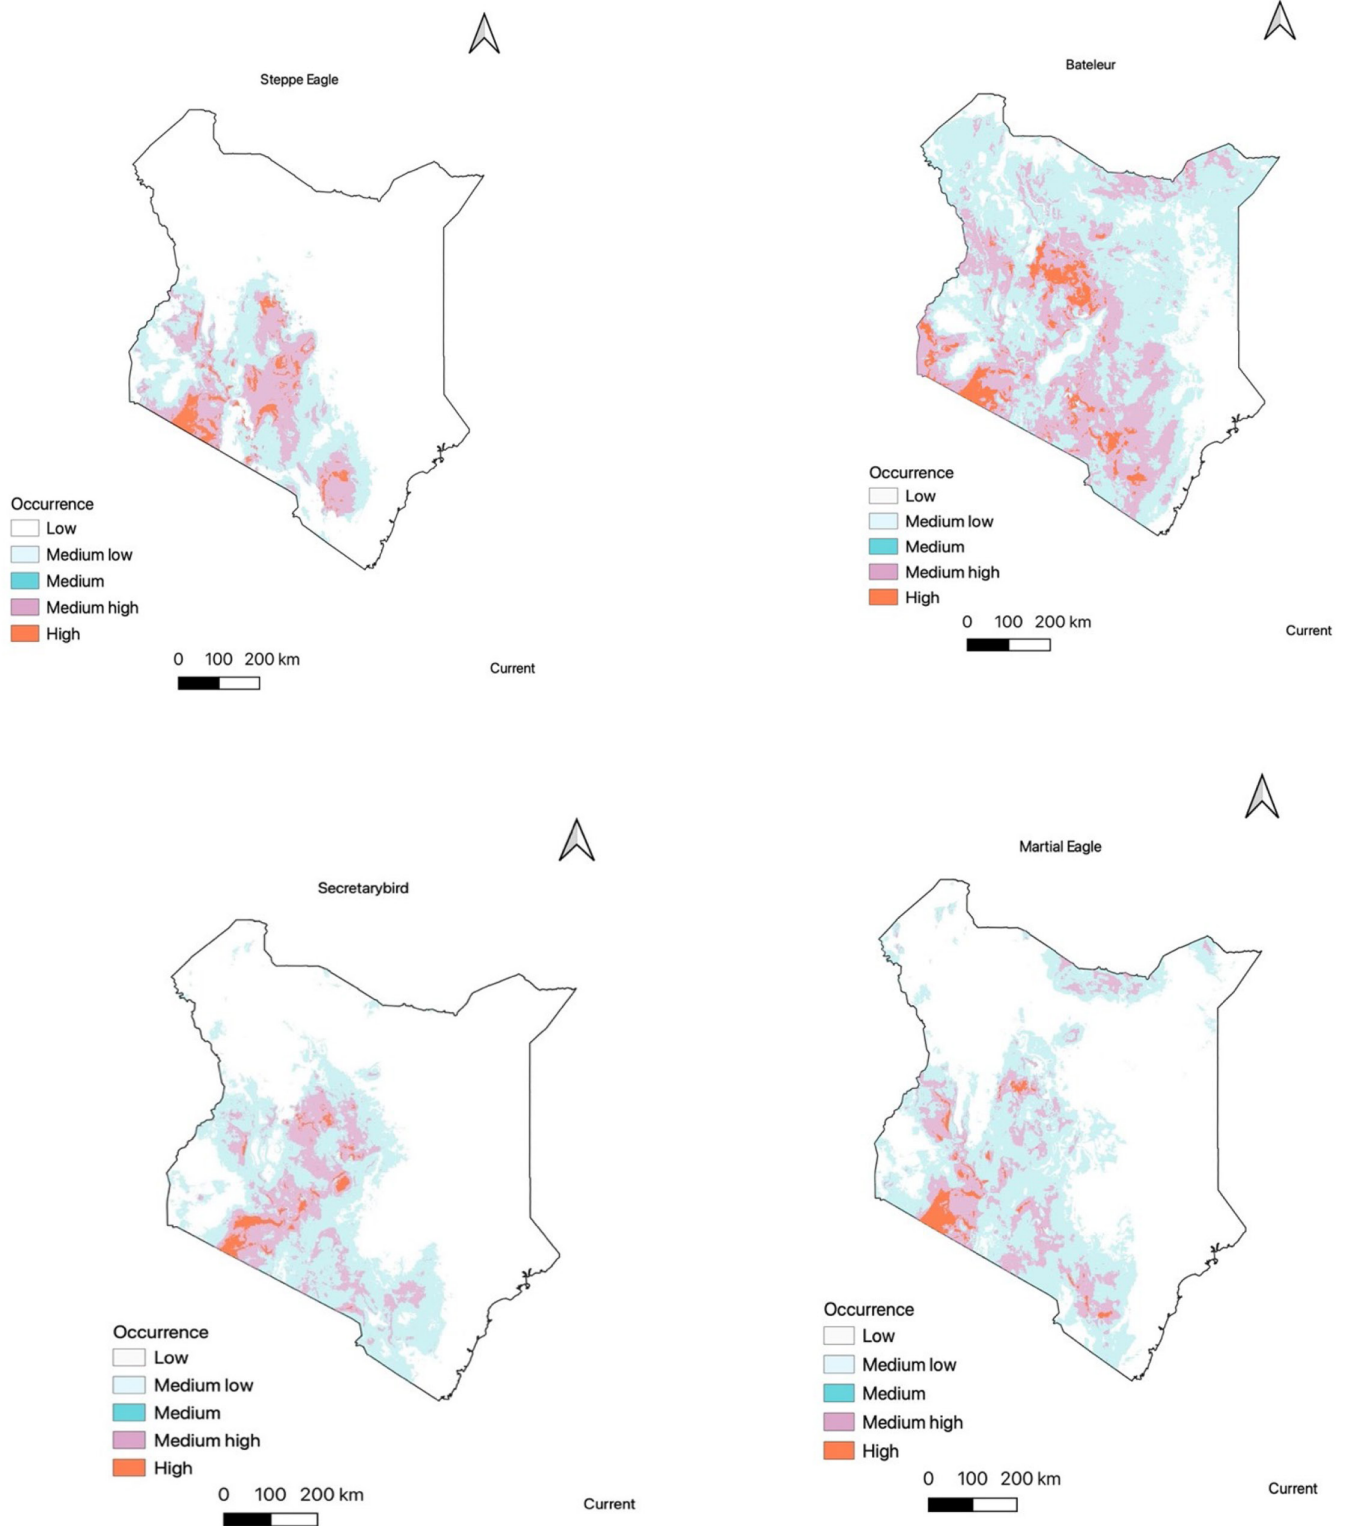 Steppe Eagle
Occurrence
Low
Medium low
Medium
Medium high
High
0 100 200 km
Current
Bateleur
Occurrence
Low
Medium low
Medium
Medium high
High
0 100 200 km
Current
Secretarybird
Occurrence
Low
Medium low
Medium
Medium high
High
0 100 200 km
Current
Martial Eagle
Occurrence
Low
Medium low
Medium
Medium high
High
0 100 200 km
Current